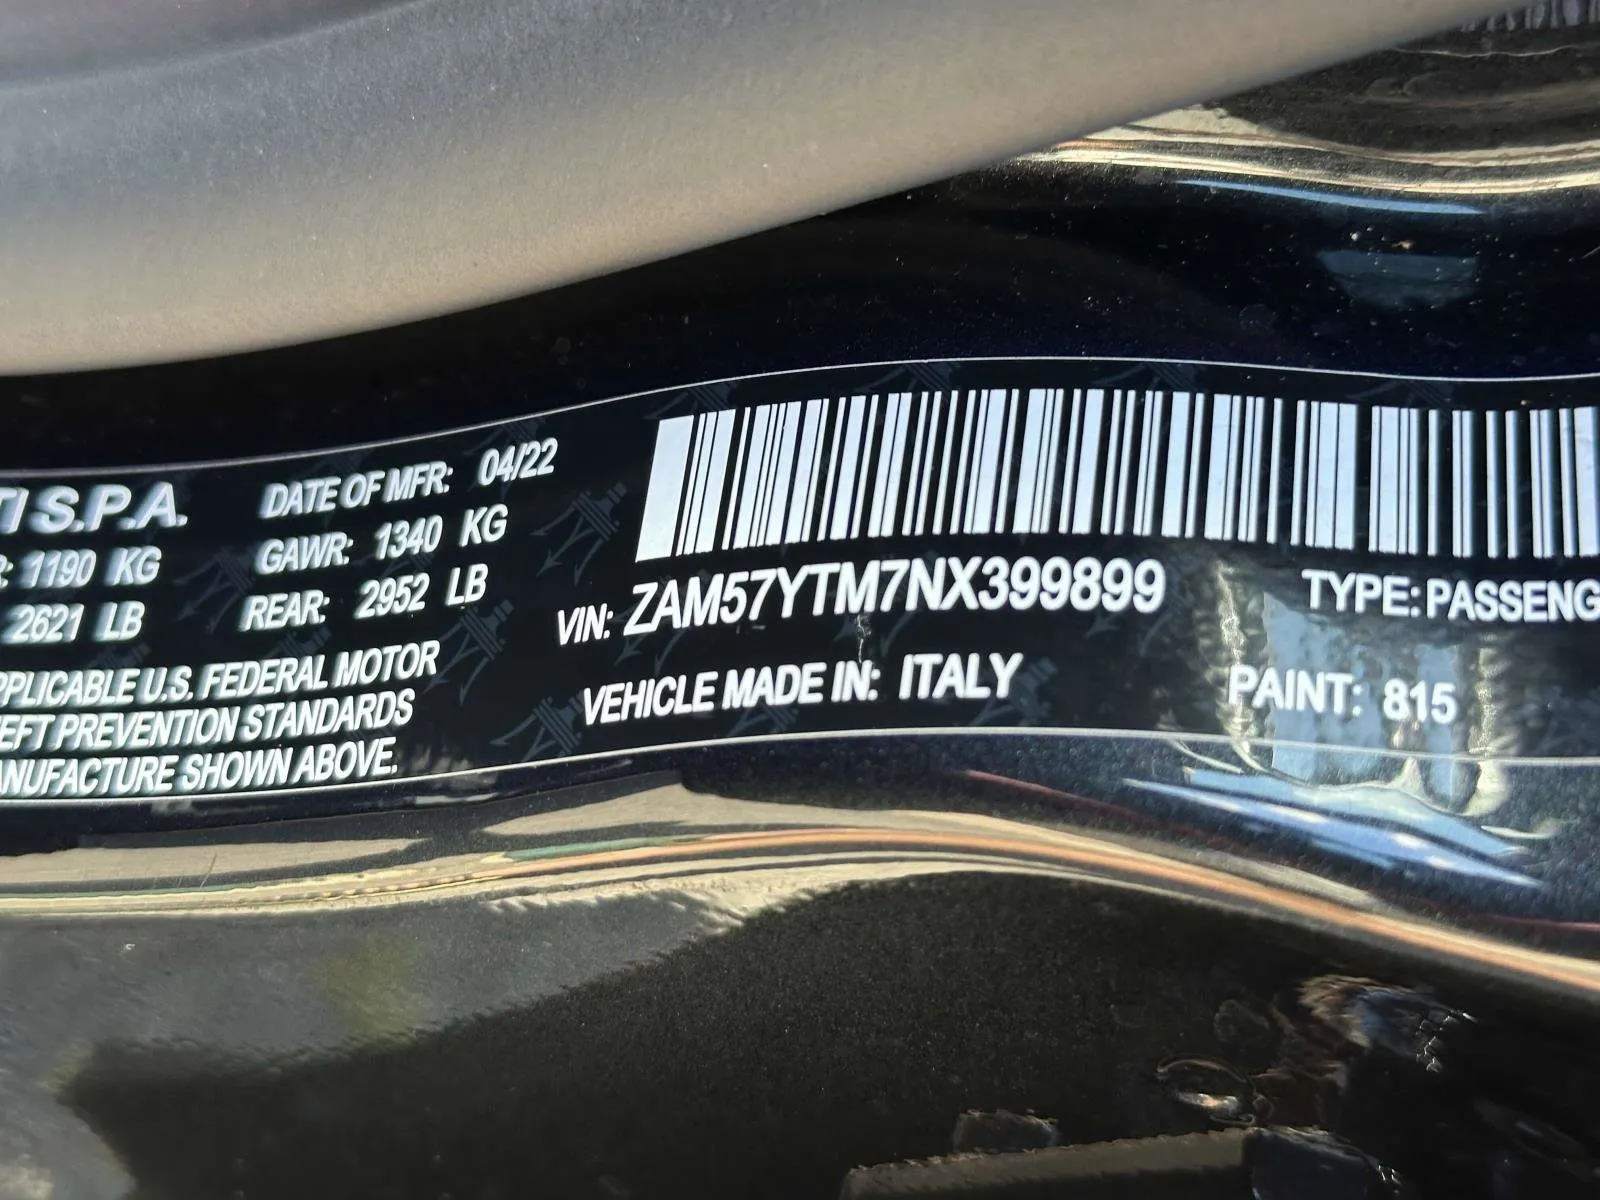 TI S.P.A. DATE OF MFR: 04/22
R: 1190 KG GAWR: 1340 KG
2621 LB REAR: 2952 LB
PPLICABLE U.S. FEDERAL MOTOR
EFT PREVENTION STANDARDS
ANUFACTURE SHOWN ABOVE.
VIN: ZAM57YTM7NX399899 TYPE: PASSENG
VEHICLE MADE IN: ITALY PAINT: 815